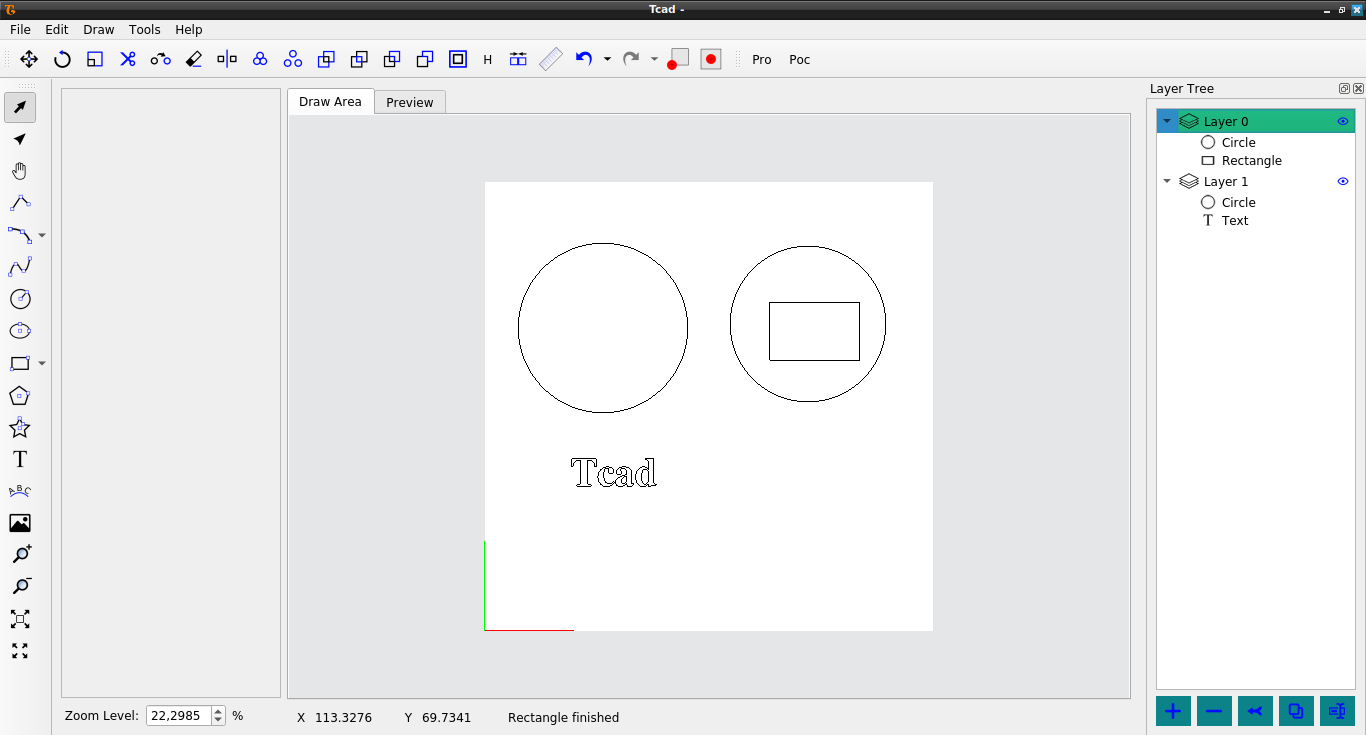 Tcad -
File Edit Draw Tools Help
H Pro Poc
Draw Area Preview
Layer Tree
Layer 0
Circle
Rectangle
Layer 1
Circle
T Text
T
ABC
Tcad
Zoom Level: 22,2985 %
X 113.3276 Y 69.7341 Rectangle finished